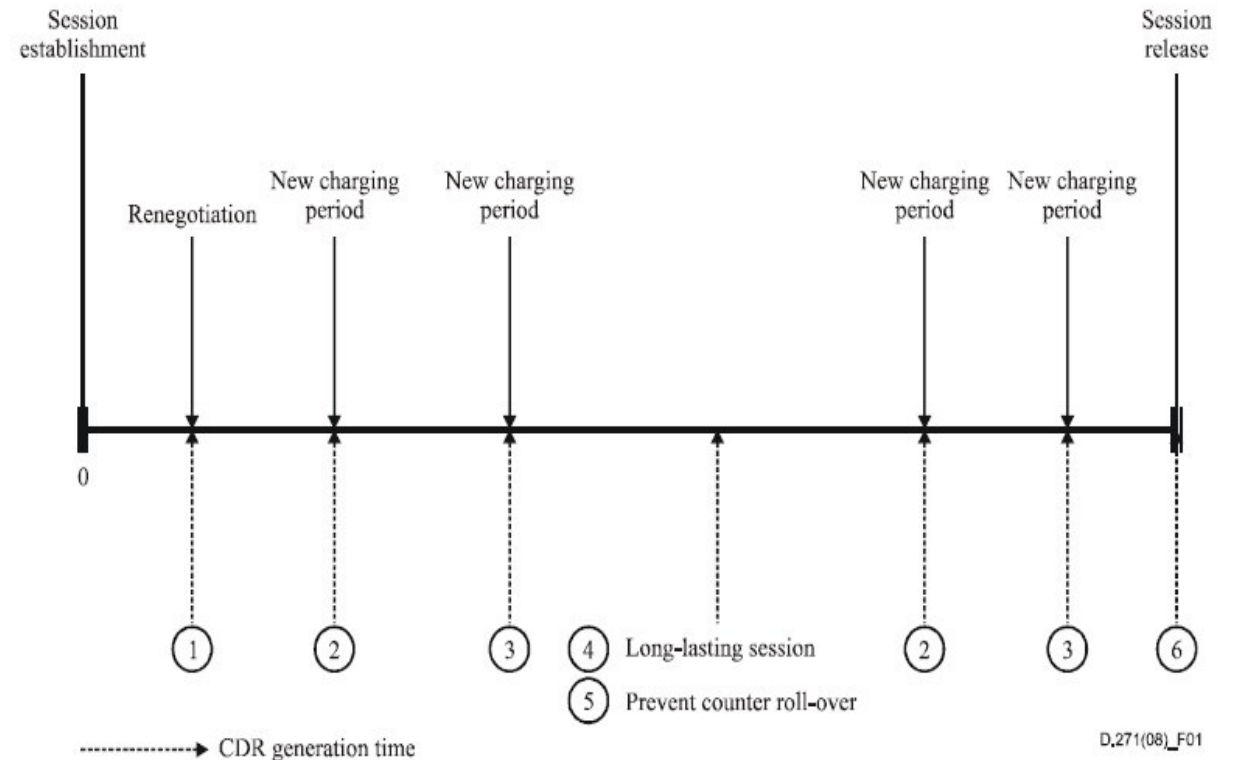 Session
establishment
Session
release
Renegotiation
New charging
period
New charging
period
New charging
period
New charging
period
0
1
2
3
4 Long-lasting session
5 Prevent counter roll-over
2
3
6
CDR generation time
D.271(08)_F01